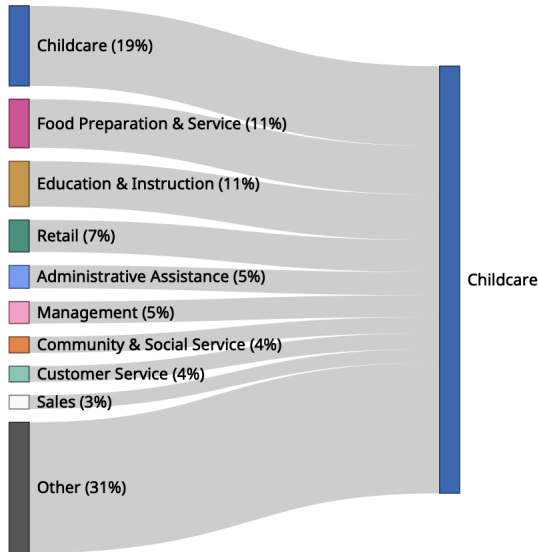 Childcare (19%)
Food Preparation & Service (11%)
Education & Instruction (11%)
Retail (7%)
Administrative Assistance (5%)
Childcare
Management (5%)
Community & Social Service (4%)
Customer Service (4%)
Sales (3%)
Other (31%)